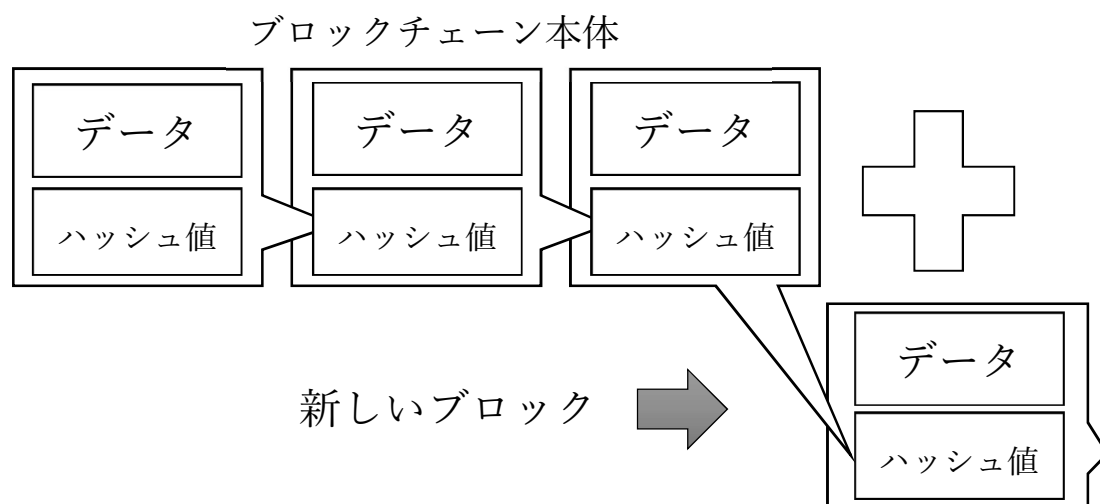 ブロックチェーン本体
データ
データ
データ
ハッシュ値
ハッシュ値
ハッシュ値
データ
新しいブロック
ハッシュ値